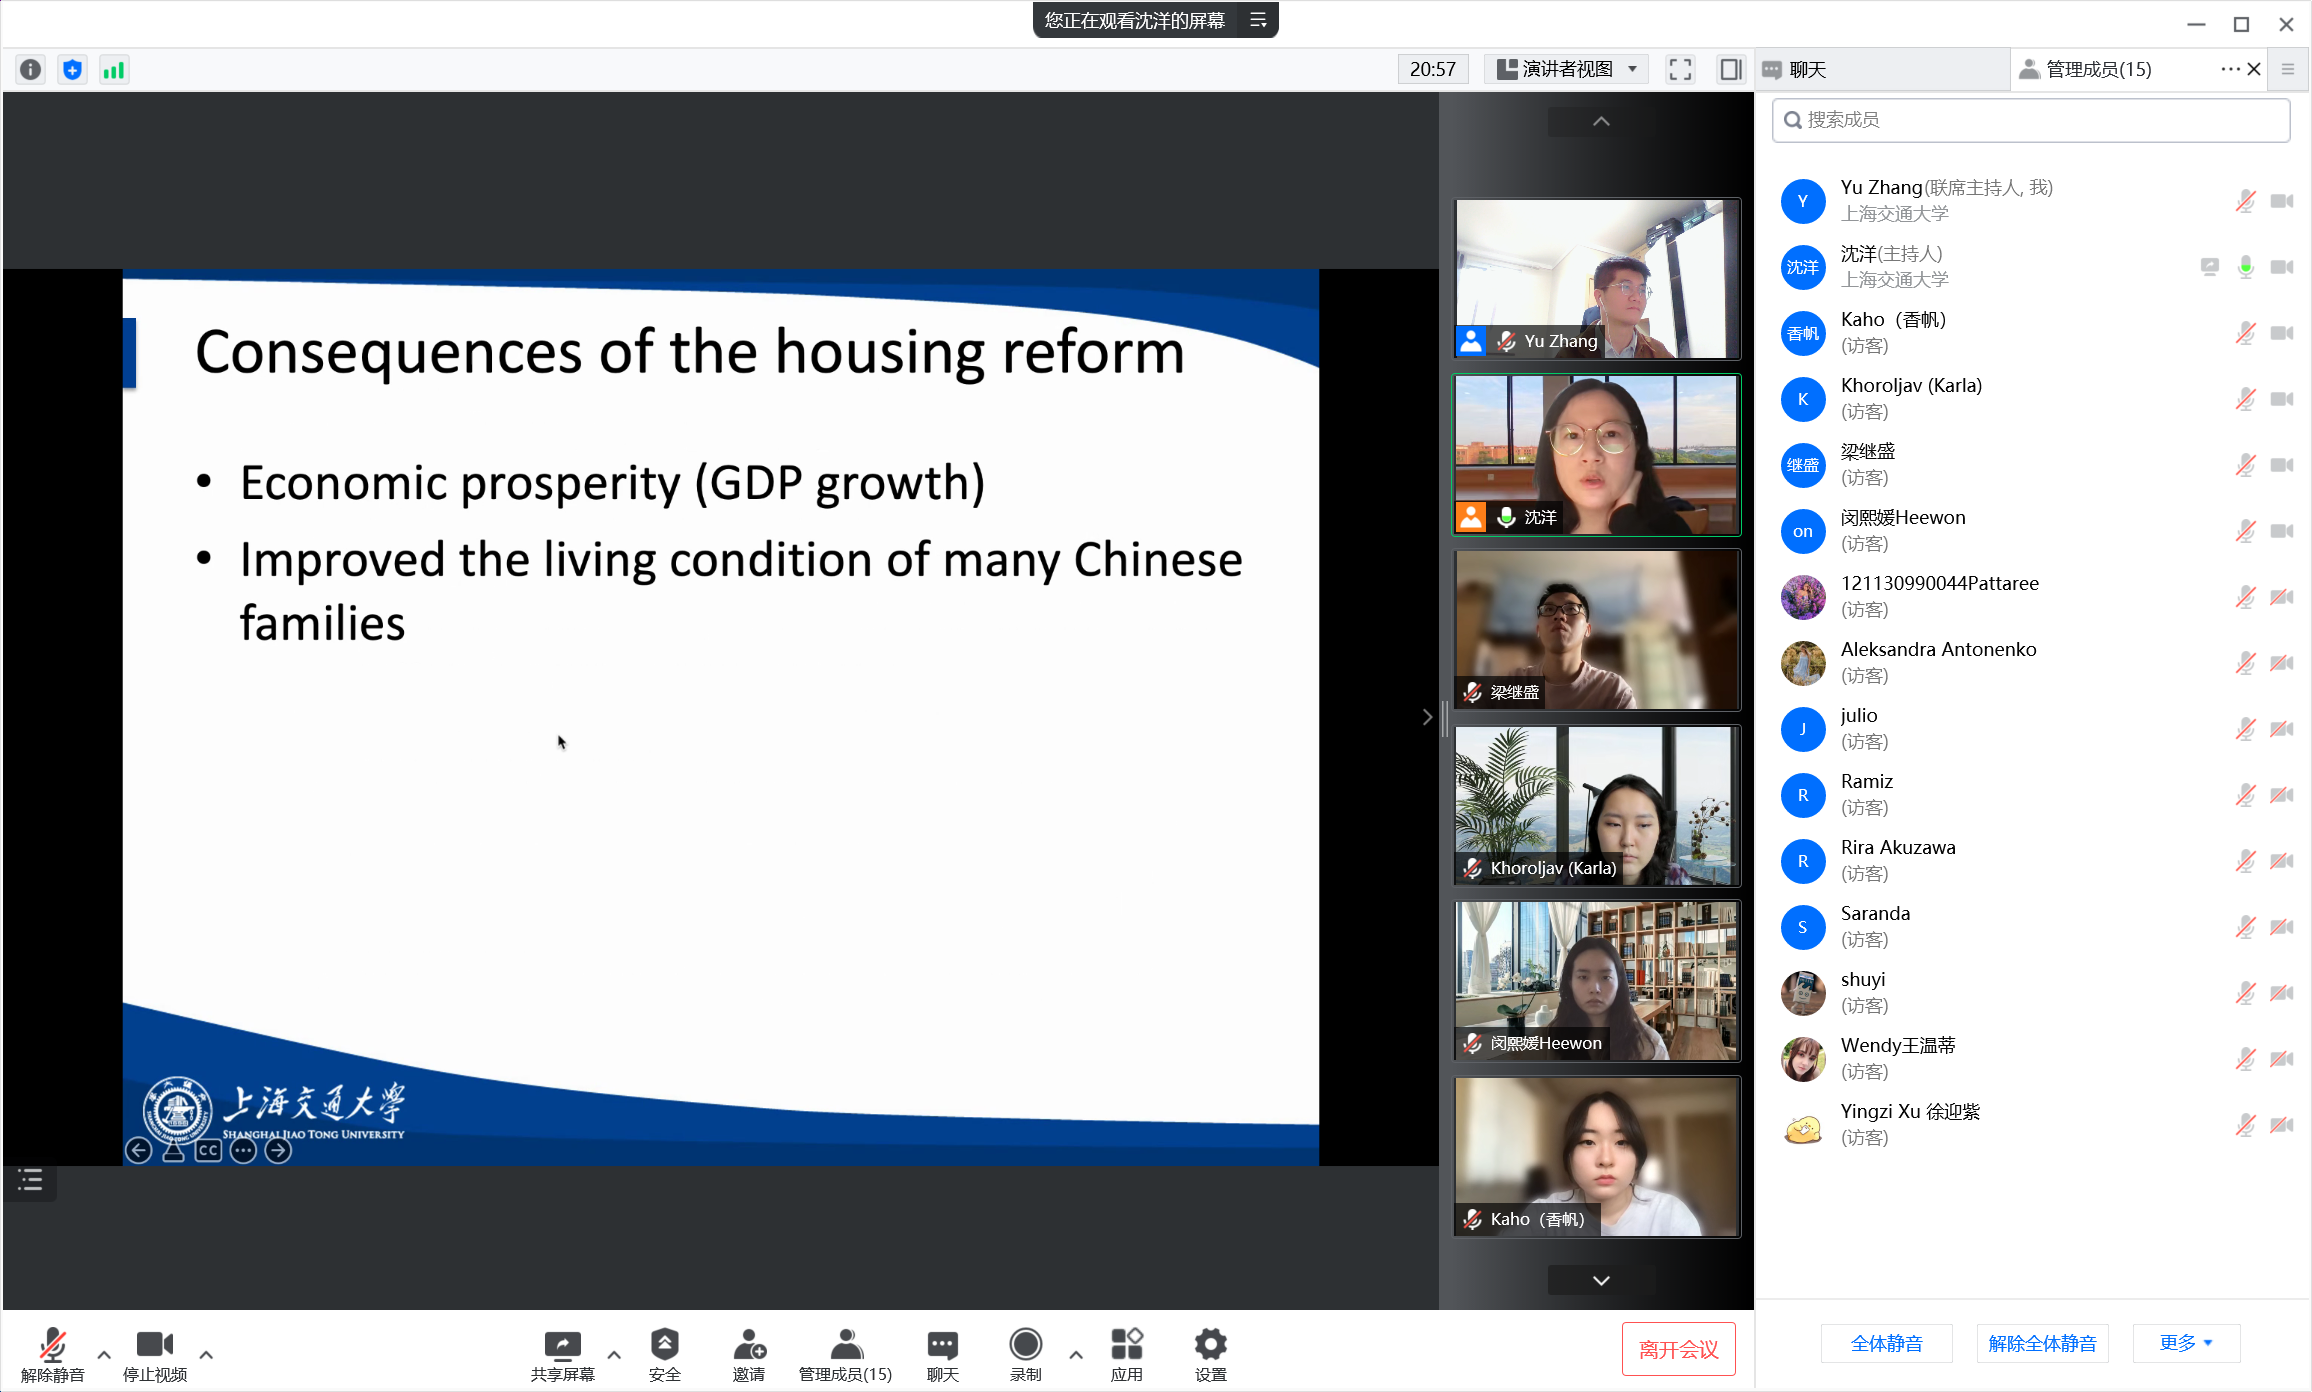 您正在观看沈洋的屏幕
20:57
演讲者视图
聊天
管理成员(15)
搜索成员
Consequences of the housing reform
• Economic prosperity (GDP growth)
• Improved the living condition of many Chinese
families
上海交通大學
SHANGHAI JIAO TONG UNIVERSITY
CC
Yu Zhang
沈洋
梁继盛
Khoroljav (Karla)
闵熙媛Heewon
Kaho（香帆）
Y
Yu Zhang(联席主持人, 我)
上海交通大学
沈洋
沈洋(主持人)
上海交通大学
香帆
Kaho（香帆）
(访客)
K
Khoroljav (Karla)
(访客)
继盛
梁继盛
(访客)
on
闵熙媛Heewon
(访客)
121130990044Pattaree
(访客)
Aleksandra Antonenko
(访客)
J
julio
(访客)
R
Ramiz
(访客)
R
Rira Akuzawa
(访客)
S
Saranda
(访客)
shuyi
(访客)
Wendy王温蒂
(访客)
Yingzi Xu 徐迎紫
(访客)
解除静音
停止视频
共享屏幕
安全
邀请
管理成员(15)
聊天
录制
应用
设置
离开会议
全体静音
解除全体静音
更多